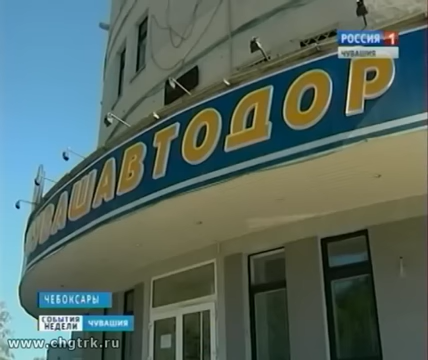 РОССИЯ 1
ЧУВАШИЯ
ЧУВАШАВТОДОР
ЧЕБОКСАРЫ
СОБЫТИЯ
НЕДЕЛИ
ЧУВАШИЯ
www.chgtrk.ru